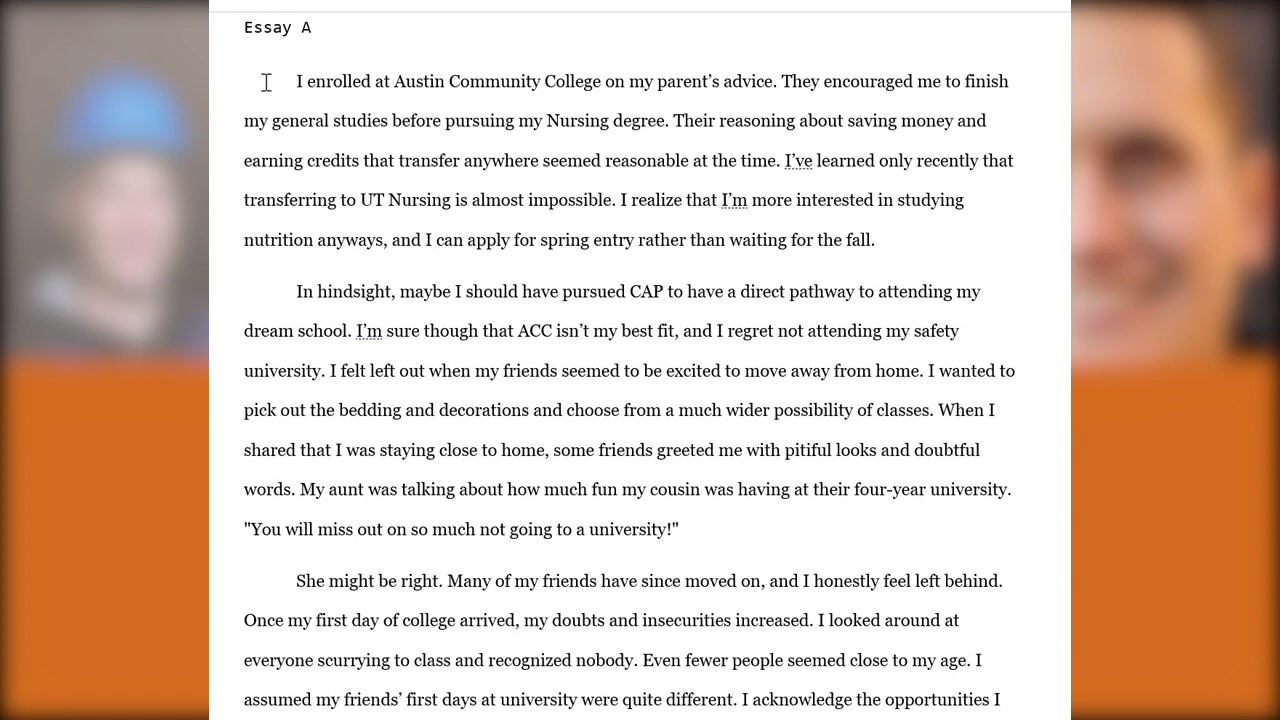 Essay A
I enrolled at Austin Community College on my parent’s advice. They encouraged me to finish
my general studies before pursuing my Nursing degree. Their reasoning about saving money and
earning credits that transfer anywhere seemed reasonable at the time. I’ve learned only recently that
transferring to UT Nursing is almost impossible. I realize that I’m more interested in studying
nutrition anyways, and I can apply for spring entry rather than waiting for the fall.
In hindsight, maybe I should have pursued CAP to have a direct pathway to attending my
dream school. I’m sure though that ACC isn’t my best fit, and I regret not attending my safety
university. I felt left out when my friends seemed to be excited to move away from home. I wanted to
pick out the bedding and decorations and choose from a much wider possibility of classes. When I
shared that I was staying close to home, some friends greeted me with pitiful looks and doubtful
words. My aunt was talking about how much fun my cousin was having at their four-year university.
"You will miss out on so much not going to a university!"
She might be right. Many of my friends have since moved on, and I honestly feel left behind.
Once my first day of college arrived, my doubts and insecurities increased. I looked around at
everyone scurrying to class and recognized nobody. Even fewer people seemed close to my age. I
assumed my friends’ first days at university were quite different. I acknowledge the opportunities I